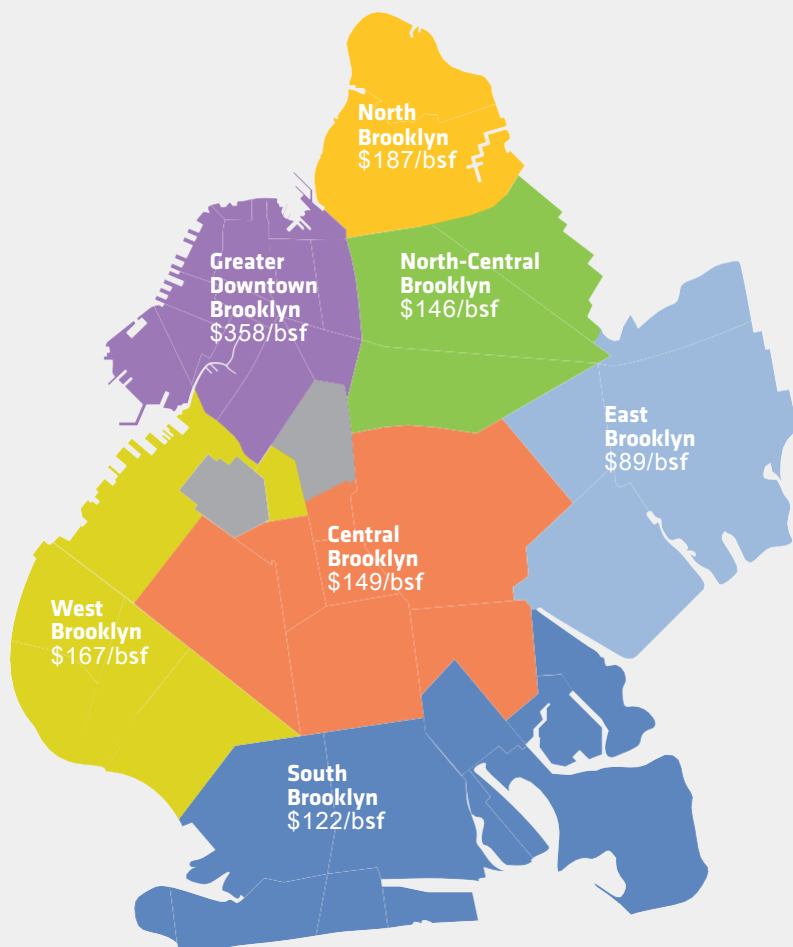 North
Brooklyn
$187/bsf
Greater
Downtown
Brooklyn
$358/bsf
North-Central
Brooklyn
$146/bsf
East
Brooklyn
$89/bsf
Central
Brooklyn
$149/bsf
West
Brooklyn
$167/bsf
South
Brooklyn
$122/bsf